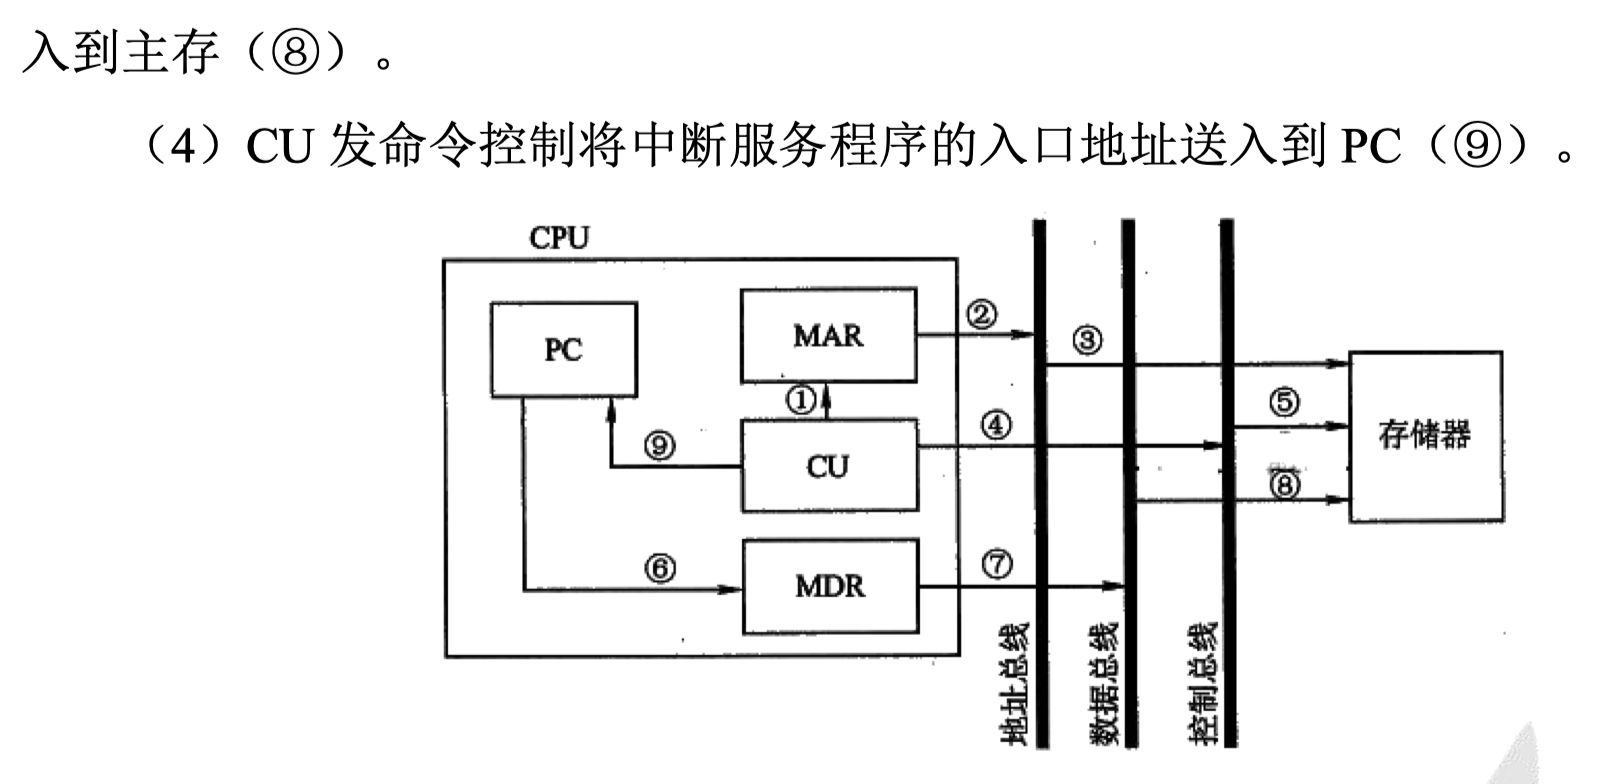 入到主存（⑧）。
（4）CU 发命令控制将中断服务程序的入口地址送入到 PC（⑨）。
CPU
PC
MAR
②
③
①
④
⑤
⑨
CU
存储器
⑧
⑥
MDR
⑦
地址总线
数据总线
控制总线